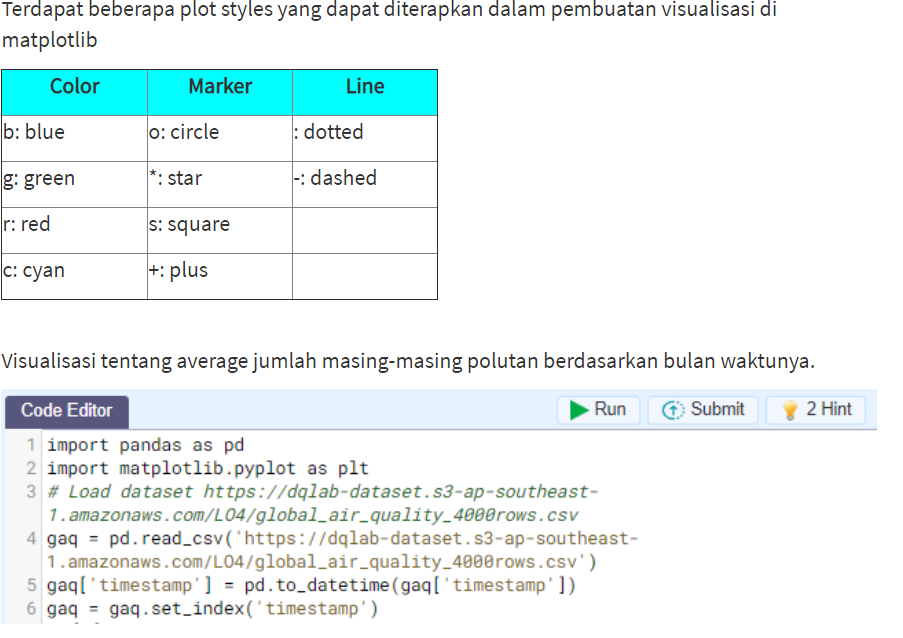 Terdapat beberapa plot styles yang dapat diterapkan dalam pembuatan visualisasi di
matplotlib
Color Marker Line
b: blue o: circle : dotted
g: green *: star -: dashed
r: red s: square
c: cyan +: plus
Visualisasi tentang average jumlah masing-masing polutan berdasarkan bulan waktunya.
Code Editor Run Submit 2 Hint
1 import pandas as pd
2 import matplotlib.pyplot as plt
3 # Load dataset https://dqlab-dataset.s3-ap-southeast-
1.amazonaws.com/LO4/global_air_quality_4000rows.csv
4 gaq = pd.read_csv('https://dqlab-dataset.s3-ap-southeast-
1.amazonaws.com/LO4/global_air_quality_4000rows.csv')
5 gaq['timestamp'] = pd.to_datetime(gaq['timestamp'])
6 gaq = gaq.set_index('timestamp')